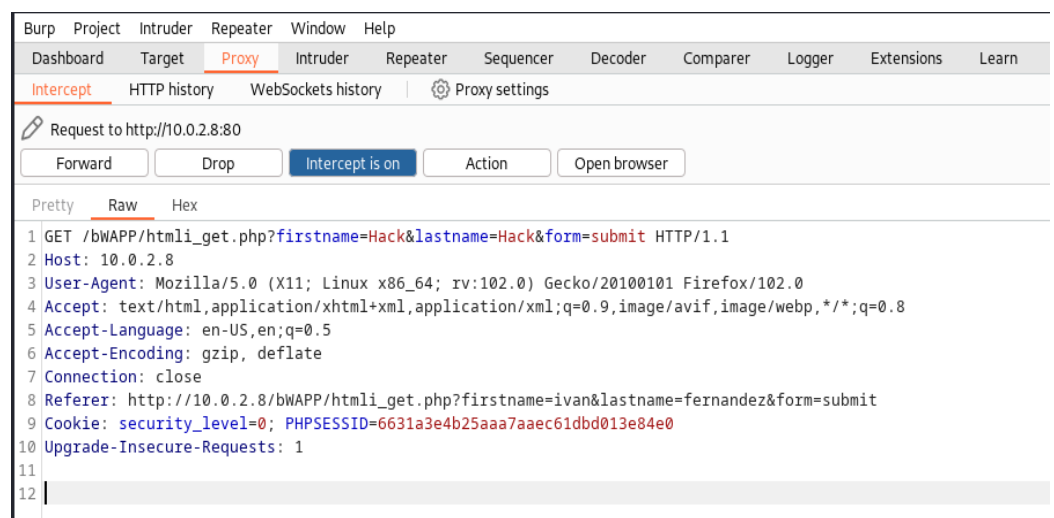 Burp Project Intruder Repeater Window Help
Dashboard Target Proxy Intruder Repeater Sequencer Decoder Comparer Logger Extensions Learn
Intercept HTTP history WebSockets history Proxy settings
Request to http://10.0.2.8:80
Forward Drop Intercept is on Action Open browser
Pretty Raw Hex
1 GET /bWAPP/htmli_get.php?firstname=Hack&lastname=Hack&form=submit HTTP/1.1
2 Host: 10.0.2.8
3 User-Agent: Mozilla/5.0 (X11; Linux x86_64; rv:102.0) Gecko/20100101 Firefox/102.0
4 Accept: text/html,application/xhtml+xml,application/xml;q=0.9,image/avif,image/webp,*/*;q=0.8
5 Accept-Language: en-US,en;q=0.5
6 Accept-Encoding: gzip, deflate
7 Connection: close
8 Referer: http://10.0.2.8/bWAPP/htmli_get.php?firstname=ivan&lastname=fernandez&form=submit
9 Cookie: security_level=0; PHPSESSID=6631a3e4b25aaa7aaec61dbd013e84e0
10 Upgrade-Insecure-Requests: 1
11
12